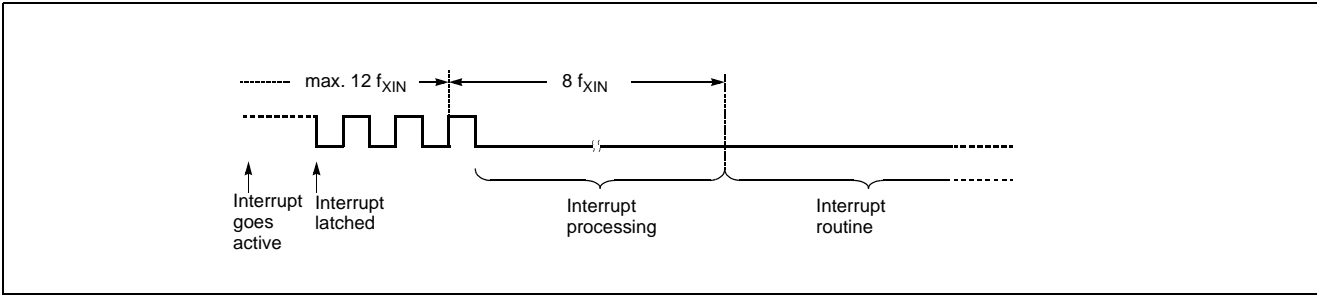 max. 12 fXIN
8 fXIN
Interrupt
goes
active
Interrupt
latched
Interrupt
processing
Interrupt
routine